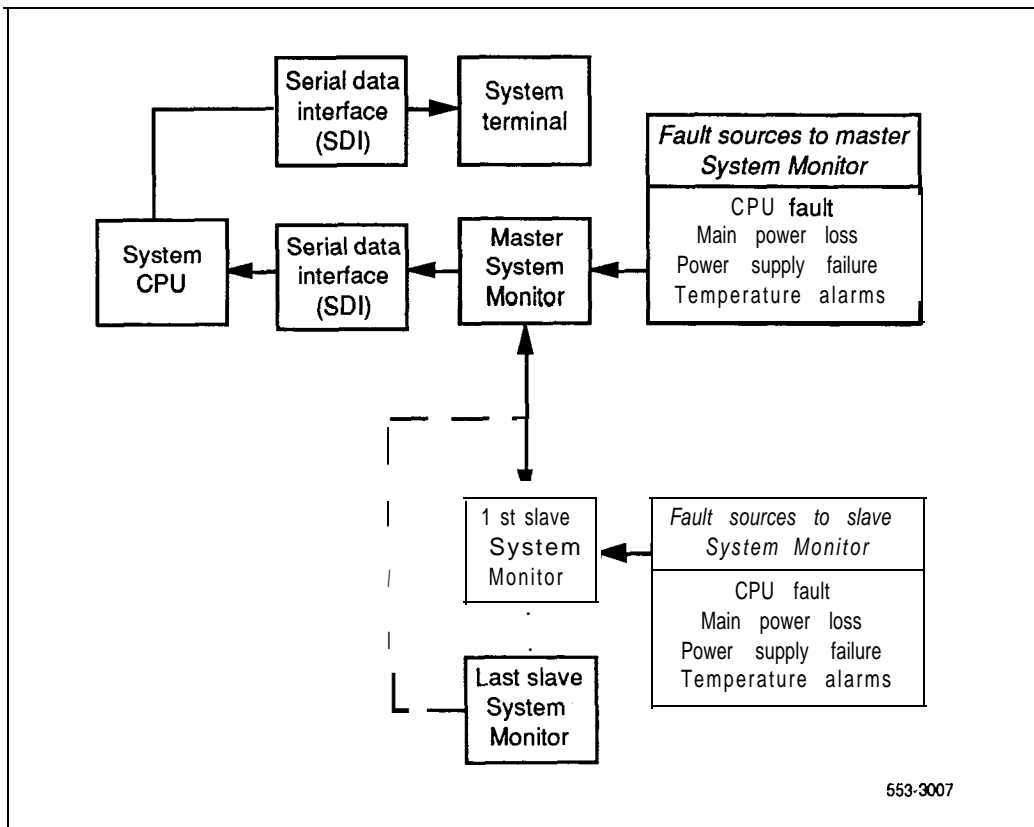 Serial data
interface
(SDI)
System
terminal
Fault sources to master
System Monitor
CPU fault
Main power loss
Power supply failure
Temperature alarms
System
CPU
Serial data
interface
(SDI)
Master
System
Monitor
1 st slave
System
Monitor
Fault sources to slave
System Monitor
CPU fault
Main power loss
Power supply failure
Temperature alarms
Last slave
System
Monitor
553-3007